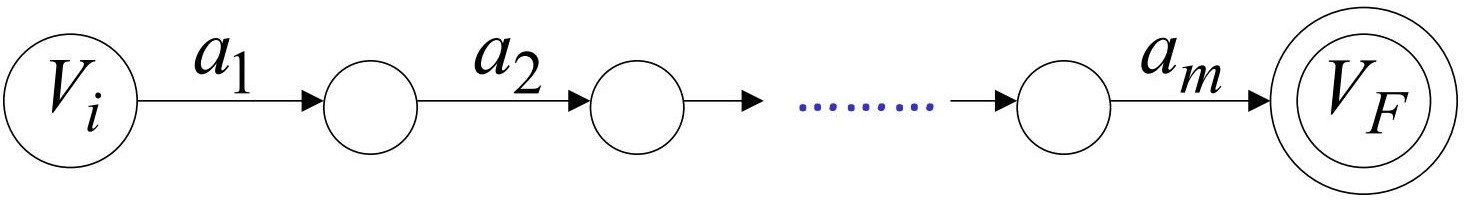 V_i a_1 a_2 ......... a_m V_F